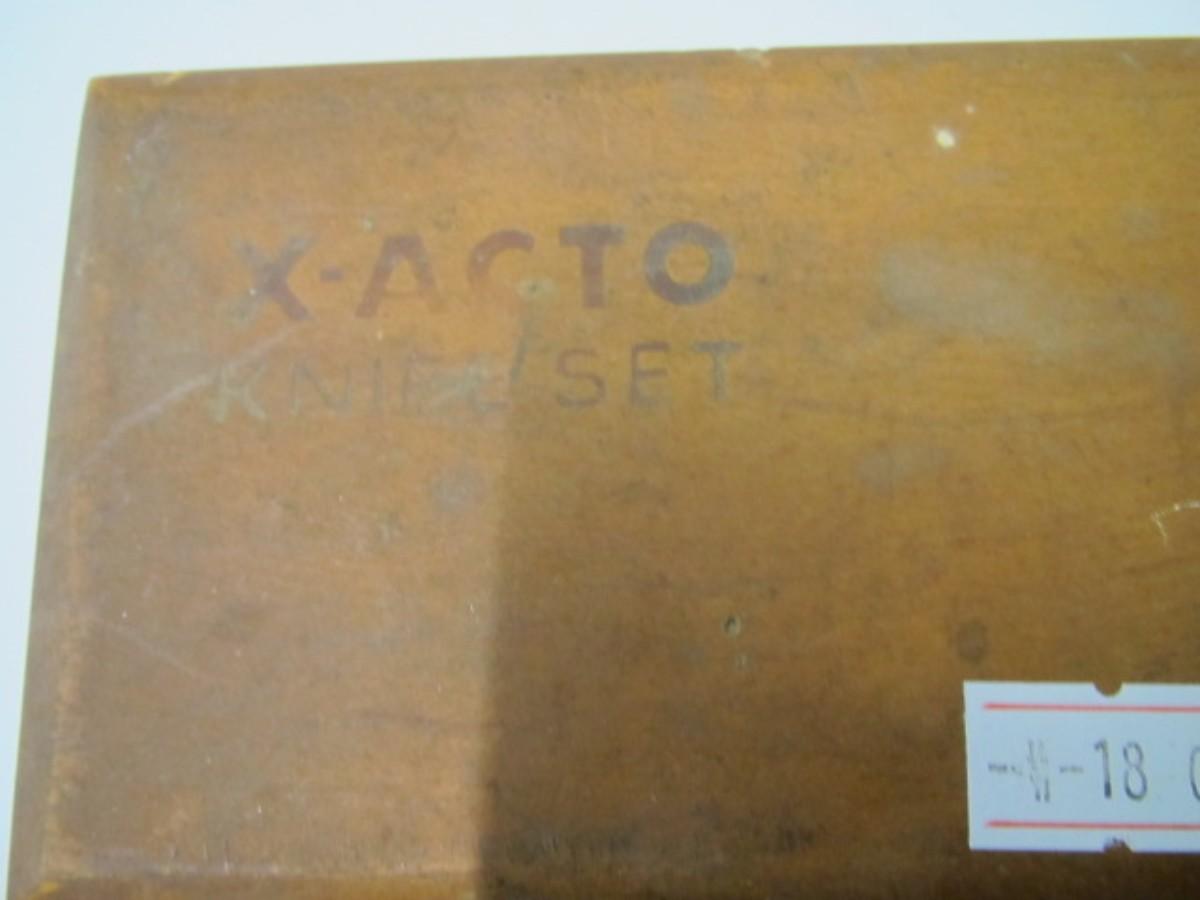 X-ACTO
KNIFE SET
18